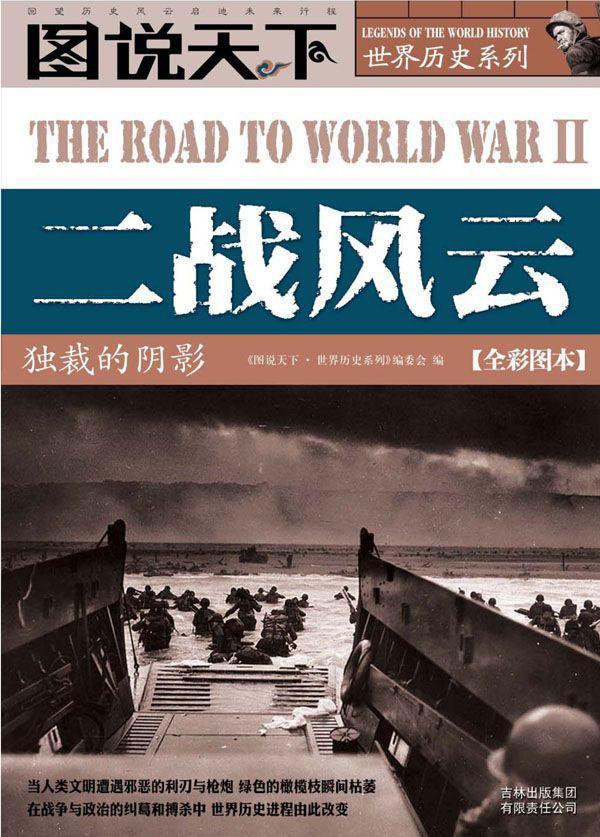 回望历史风云启迪未来行程
图说天下
LEGENDS OF THE WORLD HISTORY
世界历史系列
THE ROAD TO WORLD WAR II
二战风云
独裁的阴影
《图说天下·世界历史系列》编委会 编
【全彩图本】
当人类文明遭遇邪恶的利刃与枪炮 绿色的橄榄枝瞬间枯萎
在战争与政治的纠葛和搏杀中 世界历史进程由此改变
吉林出版集团
有限责任公司